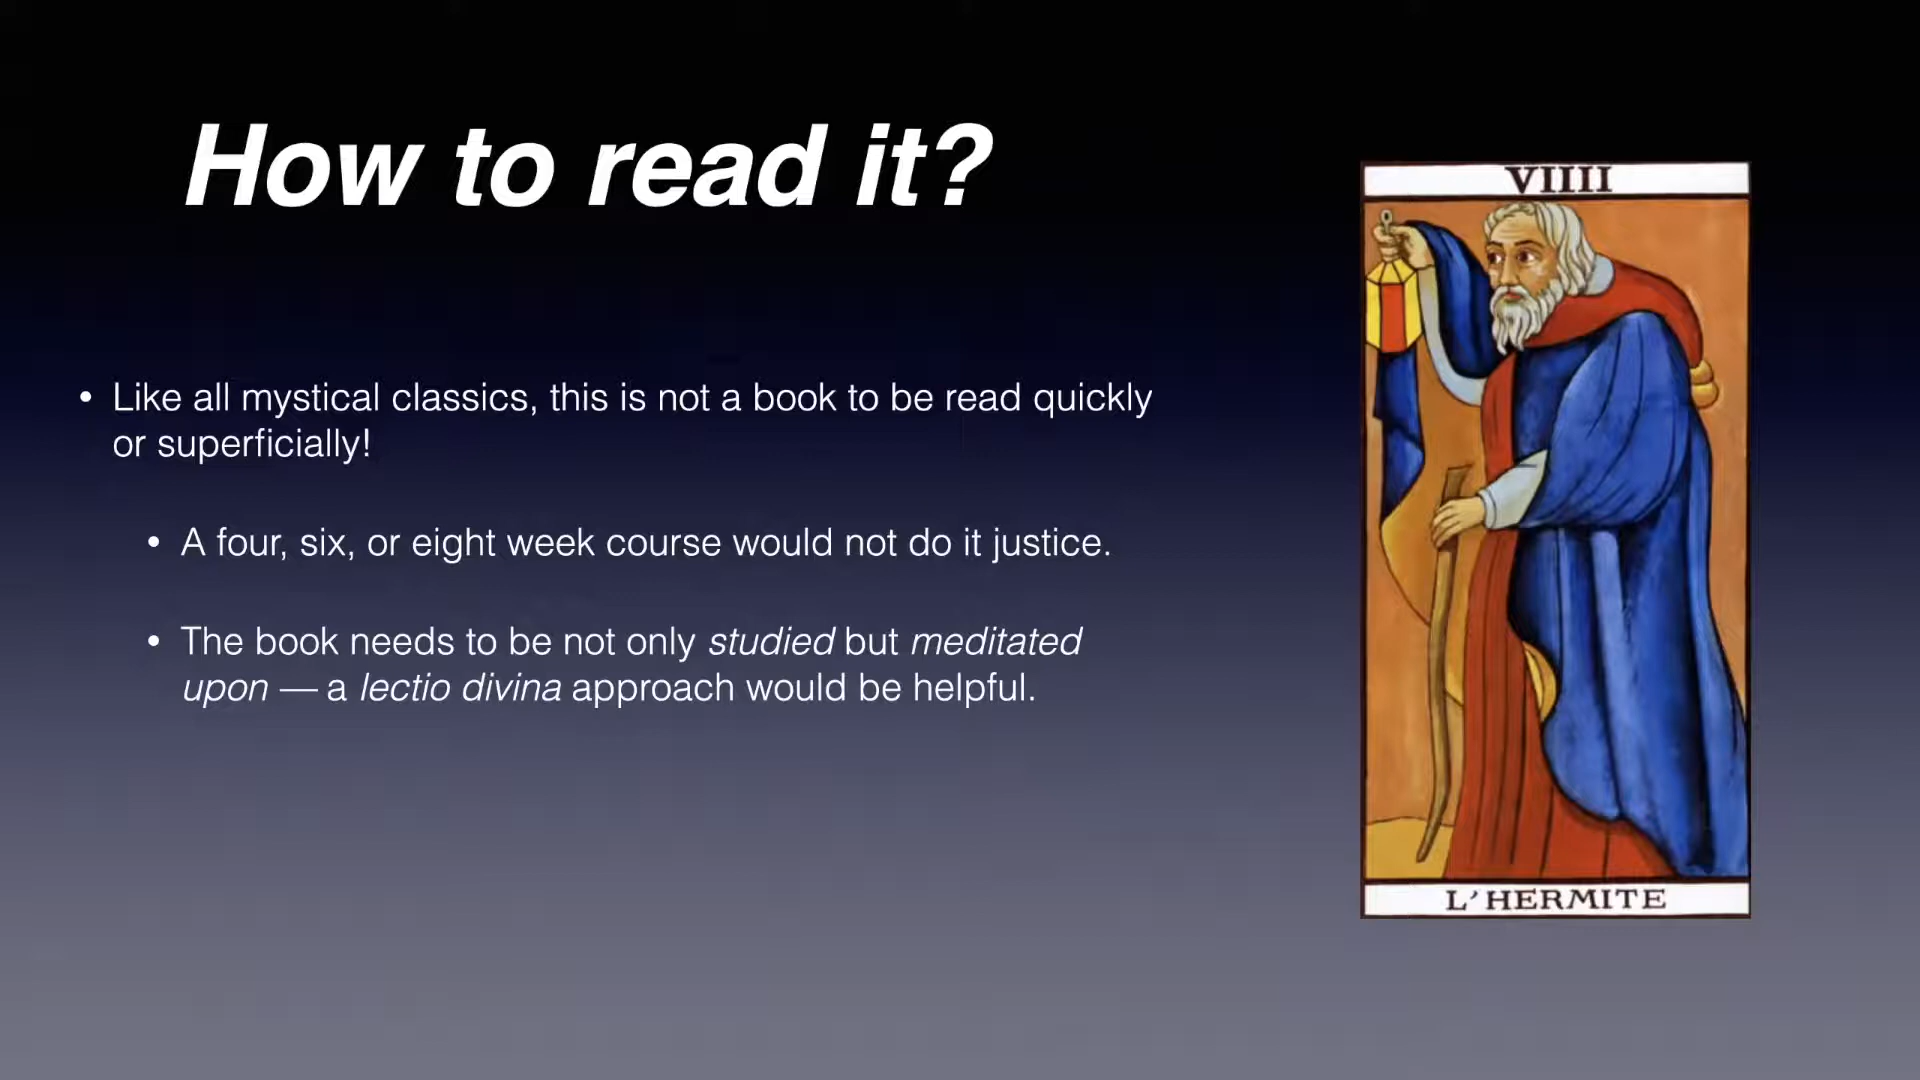 How to read it?
• Like all mystical classics, this is not a book to be read quickly
or superficially!
• A four, six, or eight week course would not do it justice.
• The book needs to be not only studied but meditated
upon — a lectio divina approach would be helpful.
VIIII
L'HERMITE